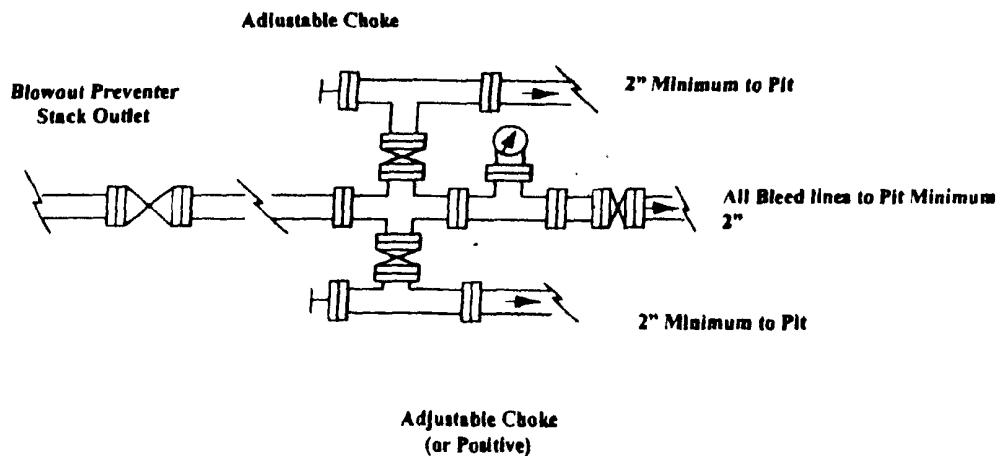 Adjustable Choke
Blowout Preventer
Stack Outlet
2" Minimum to Pit
All Bleed lines to Pit Minimum
2"
2" Minimum to Pit
Adjustable Choke
(or Positive)